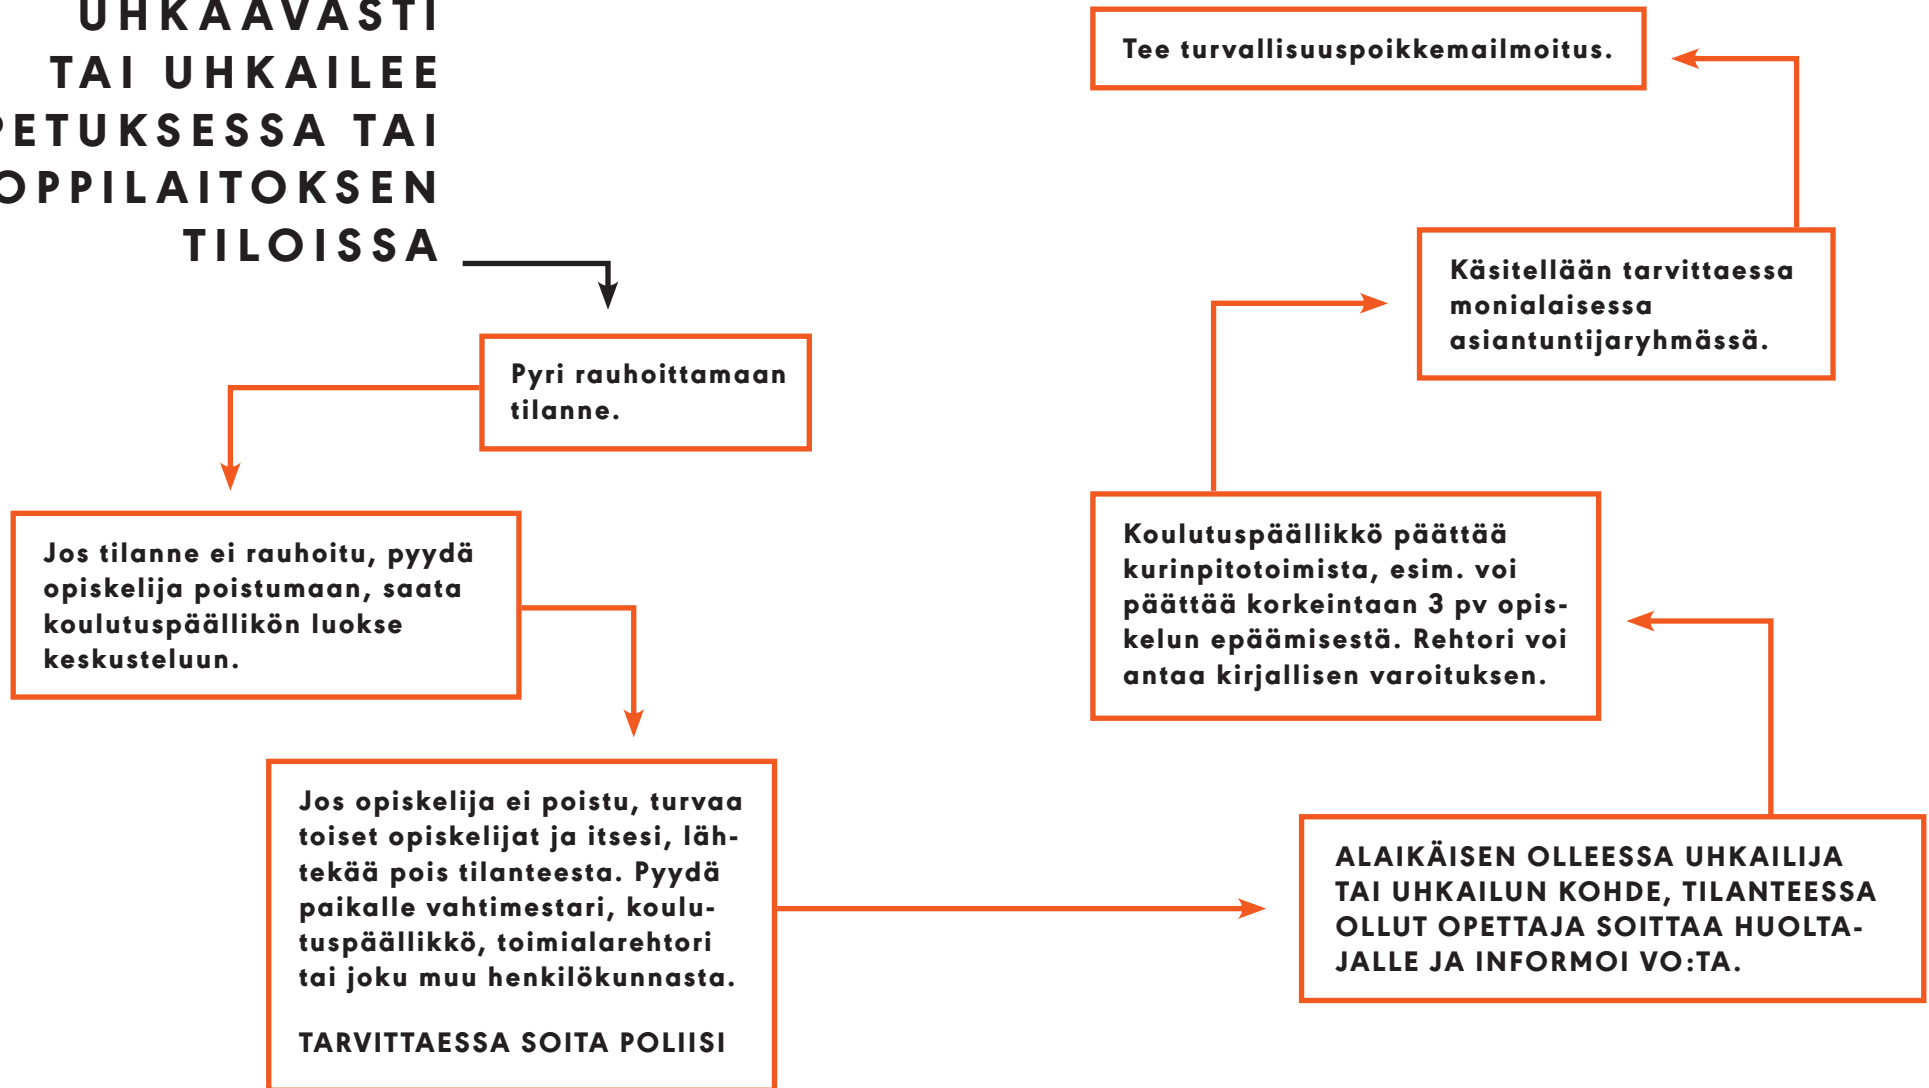 UHKAAVASTI
TAI UHKAILEE
PETUKSESSA TAI
OPPILAITOKSEN
TILOISSA
Pyri rauhoittamaan
tilanne.
Jos tilanne ei rauhoitu, pyydä
opiskelija poistumaan, saata
koulutuspäällikön luokse
keskusteluun.
Jos opiskelija ei poistu, turvaa
toiset opiskelijat ja itsesi, läh-
tekää pois tilanteesta. Pyydä
paikalle vahtimestari, koulu-
tuspäällikkö, toimialarehtori
tai joku muu henkilökunnasta.
TARVITTAESSA SOITA POLIISI
ALAIKÄISEN OLLEESSA UHKAILIJA
TAI UHKAILUN KOHDE, TILANTEESSA
OLLUT OPETTAJA SOITTAA HUOLTA-
JALLE JA INFORMOI VO:TA.
Koulutuspäällikkö päättää
kurinpitotoimista, esim. voi
päättää korkeintaan 3 pv opis-
kelun epäämisestä. Rehtori voi
antaa kirjallisen varoituksen.
Käsitellään tarvittaessa
monialaisessa
asiantuntijaryhmässä.
Tee turvallisuuspoikkemailmoitus.